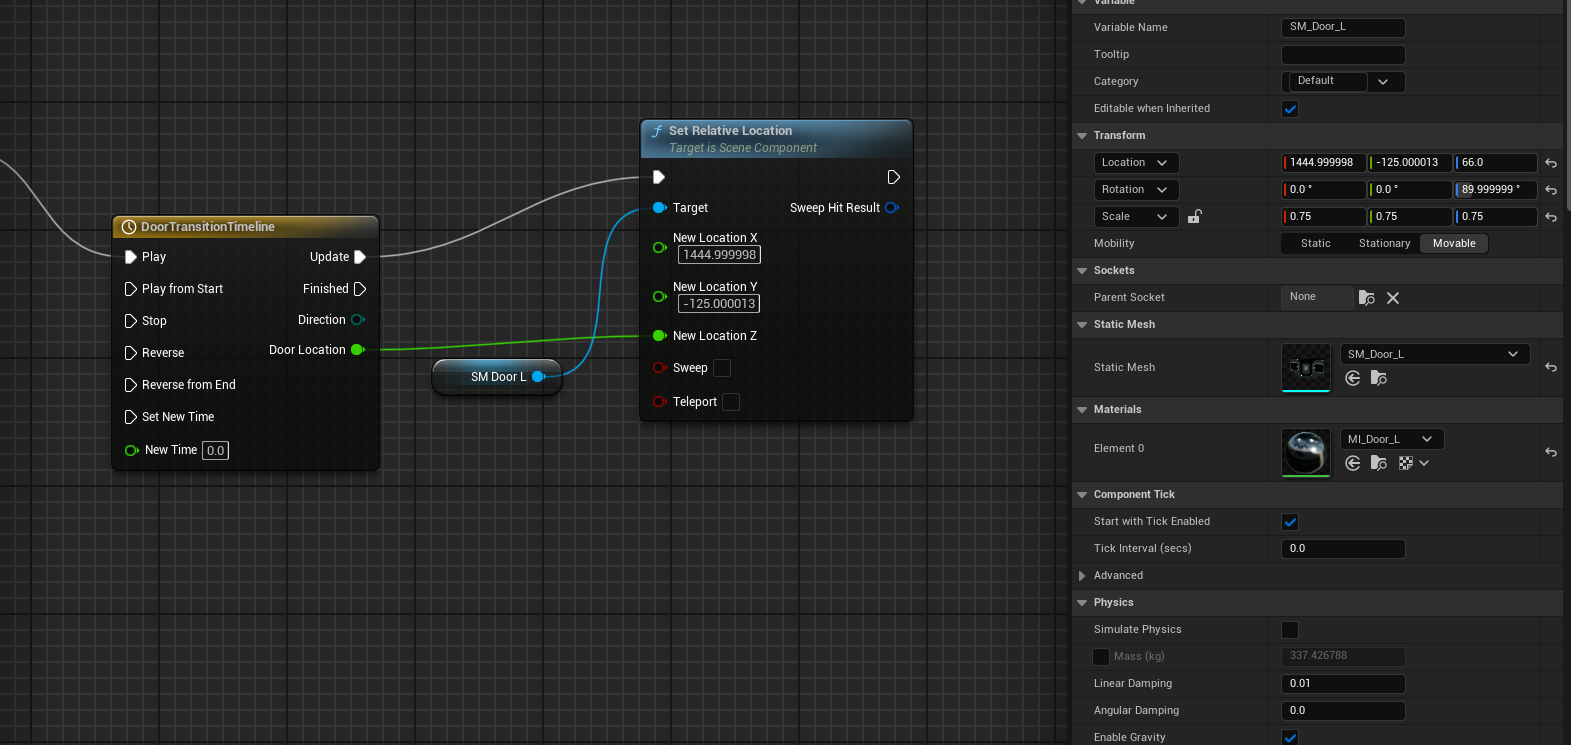 DoorTransitionTimeline
Play
Update
Play from Start
Finished
Stop
Direction
Reverse
Door Location
Reverse from End
Set New Time
New Time 0.0
SM Door L
f Set Relative Location
Target is Scene Component
Target
Sweep Hit Result
New Location X
1444.999998
New Location Y
-125.000013
New Location Z
Sweep
Teleport
Variable
Variable Name SM_Door_L
Tooltip
Category Default
Editable when Inherited
Transform
Location 1444.999998 -125.000013 66.0
Rotation 0.0 ° 0.0 ° 89.999999 °
Scale 0.75 0.75 0.75
Mobility Static Stationary Movable
Sockets
Parent Socket None
Static Mesh
Static Mesh SM_Door_L
Materials
Element 0 MI_Door_L
Component Tick
Start with Tick Enabled
Tick Interval (secs) 0.0
Advanced
Physics
Simulate Physics
Mass (kg) 337.426788
Linear Damping 0.01
Angular Damping 0.0
Enable Gravity